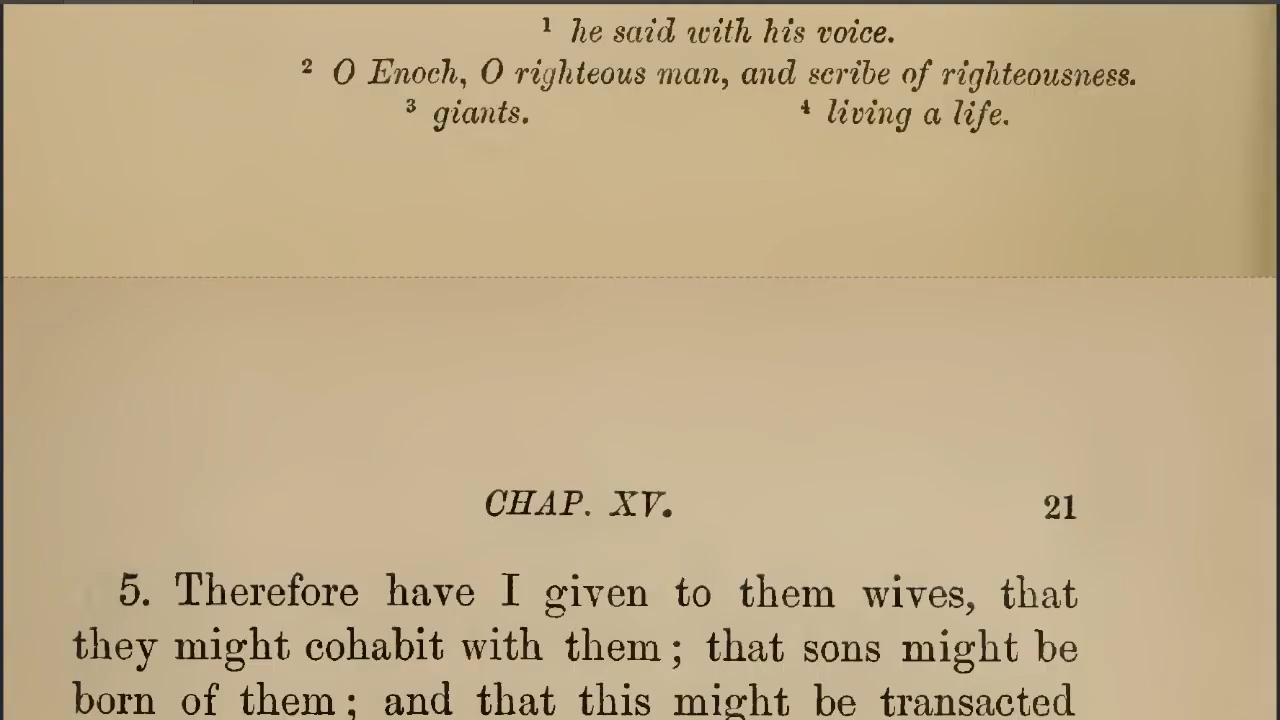 ¹ he said with his voice.
² O Enoch, O righteous man, and scribe of righteousness.
³ giants. ⁴ living a life.
CHAP. XV. 21
5. Therefore have I given to them wives, that
they might cohabit with them; that sons might be
born of them; and that this might be transacted